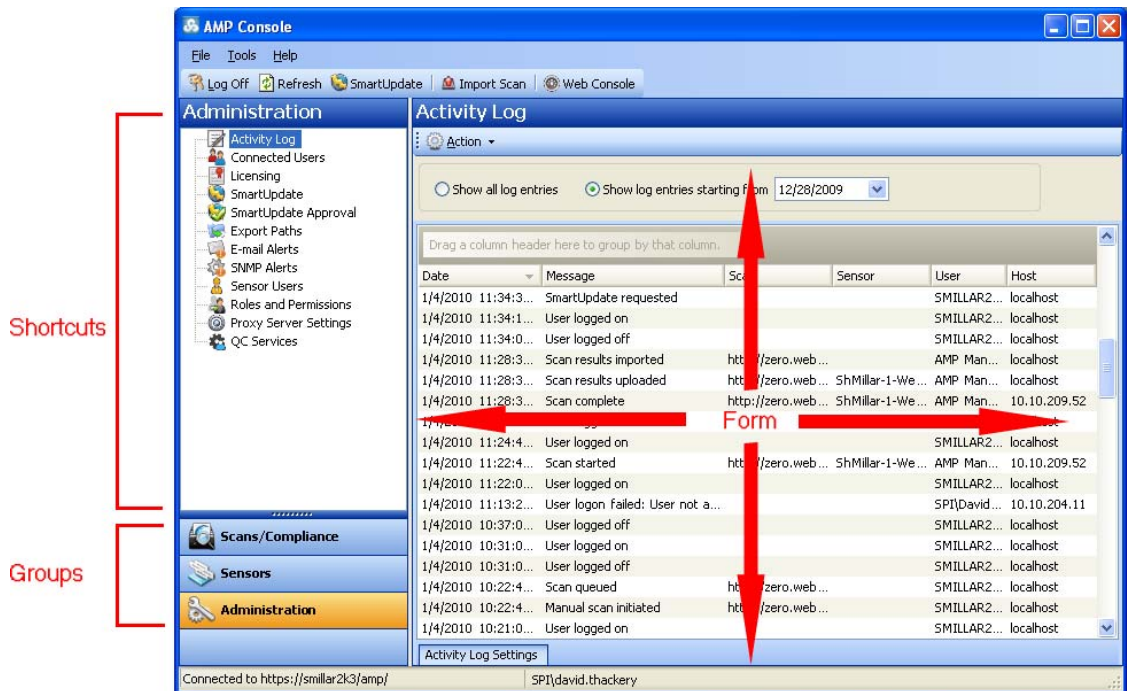 AMP Console
File Tools Help
Log Off Refresh SmartUpdate Import Scan Web Console
Administration
Activity Log
Connected Users
Licensing
SmartUpdate
SmartUpdate Approval
Export Paths
E-mail Alerts
SNMP Alerts
Sensor Users
Roles and Permissions
Proxy Server Settings
QC Services
Shortcuts
Groups
Scans/Compliance
Sensors
Administration
Activity Log
Action
Show all log entries Show log entries starting from 12/28/2009
Drag a column header here to group by that column.
Date Message Sensor User Host
1/4/2010 11:34:3... SmartUpdate requested SMILLAR2... localhost
1/4/2010 11:34:1... User logged on SMILLAR2... localhost
1/4/2010 11:34:0... User logged off SMILLAR2... localhost
1/4/2010 11:28:3... Scan results imported http://zero.web... AMP Man... localhost
1/4/2010 11:28:3... Scan results uploaded http://zero.web... ShMillar-1-We... AMP Man... localhost
1/4/2010 11:28:3... Scan complete http://zero.web... ShMillar-1-We... AMP Man... 10.10.209.52
Form
1/4/2010 11:24:4... User logged on SMILLAR2... localhost
1/4/2010 11:22:4... Scan started http://zero.web... ShMillar-1-We... AMP Man... 10.10.209.52
1/4/2010 11:22:0... User logged on SMILLAR2... localhost
1/4/2010 11:13:2... User logon failed: User not a... SPI\David... 10.10.204.11
1/4/2010 10:37:0... User logged off SMILLAR2... localhost
1/4/2010 10:31:0... User logged on SMILLAR2... localhost
1/4/2010 10:31:0... User logged off SMILLAR2... localhost
1/4/2010 10:22:4... Scan queued http://zero.web... SMILLAR2... localhost
1/4/2010 10:22:4... Manual scan initiated http://zero.web... SMILLAR2... localhost
1/4/2010 10:21:0... User logged on SMILLAR2... localhost
Activity Log Settings
Connected to https://smillar2k3/amp/ SPI\david.thackery